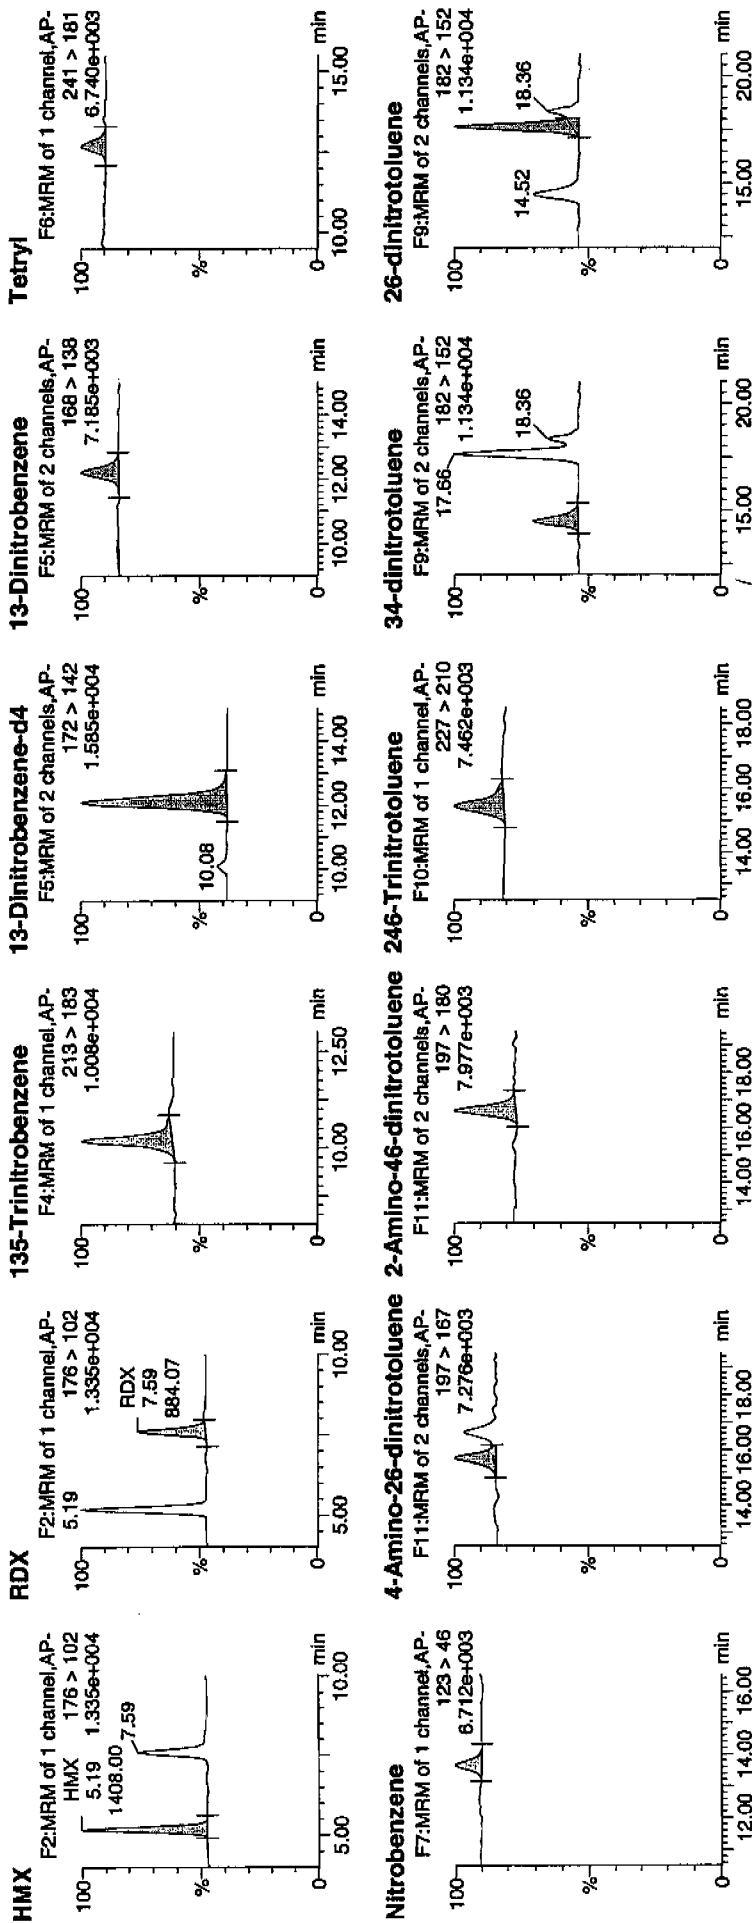 HMX
F2:MRM of 1 channel,AP-
176 > 102
1.335e+004
HMX
5.19
1408.00
7.59
100
%
0
5.00
10.00
min
RDX
F2:MRM of 1 channel,AP-
176 > 102
1.335e+004
5.19
RDX
7.59
884.07
100
%
0
5.00
10.00
min
135-Trinitrobenzene
F4:MRM of 1 channel,AP-
213 > 183
1.008e+004
100
%
0
10.00
12.50
min
13-Dinitrobenzene-d4
F5:MRM of 2 channels,AP-
172 > 142
1.585e+004
10.08
100
%
0
10.00
12.00
14.00
min
13-Dinitrobenzene
F5:MRM of 2 channels,AP-
168 > 138
7.185e+003
100
%
0
10.00
12.00
14.00
min
Tetryl
F6:MRM of 1 channel,AP-
241 > 181
6.740e+003
100
%
0
10.00
15.00
min
Nitrobenzene
F7:MRM of 1 channel,AP-
123 > 46
6.712e+003
100
%
0
12.00
14.00
16.00
min
4-Amino-26-dinitrotoluene
F11:MRM of 2 channels,AP-
197 > 167
7.276e+003
100
%
0
14.00
16.00
18.00
min
2-Amino-46-dinitrotoluene
F11:MRM of 2 channels,AP-
197 > 180
7.977e+003
100
%
0
14.00
16.00
18.00
min
246-Trinitrotoluene
F10:MRM of 1 channel,AP-
227 > 210
7.462e+003
100
%
0
14.00
16.00
18.00
min
34-dinitrotoluene
F9:MRM of 2 channels,AP-
182 > 152
1.134e+004
17.66
18.36
100
%
0
15.00
20.00
min
26-dinitrotoluene
F9:MRM of 2 channels,AP-
182 > 152
1.134e+004
14.52
18.36
100
%
0
15.00
20.00
min